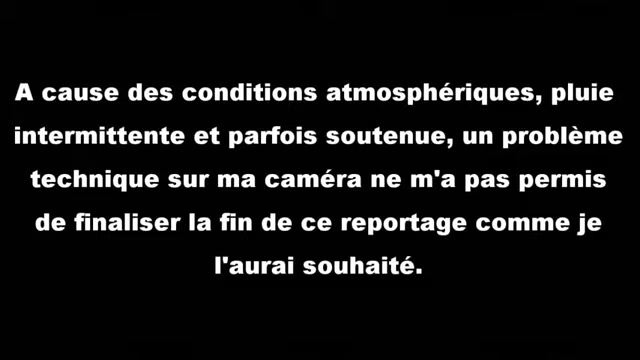 A cause des conditions atmosphériques, pluie
intermittente et parfois soutenue, un problème
technique sur ma caméra ne m'a pas permis
de finaliser la fin de ce reportage comme je
l'aurai souhaité.